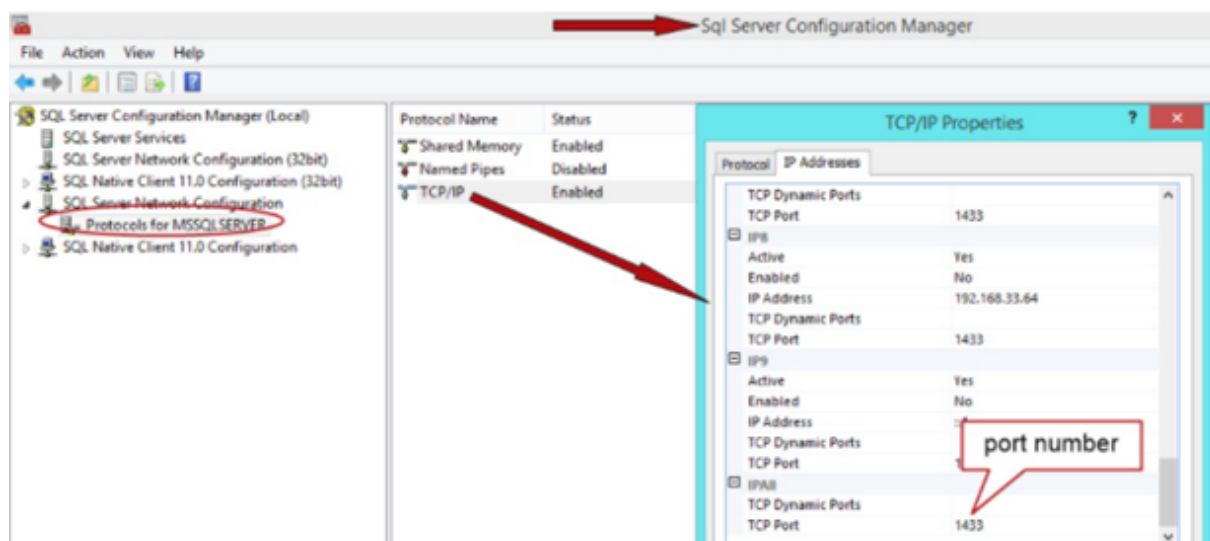 Sql Server Configuration Manager
File Action View Help
SQL Server Configuration Manager (Local)
SQL Server Services
SQL Server Network Configuration (32bit)
SQL Native Client 11.0 Configuration (32bit)
SQL Server Network Configuration
Protocols for MSSQLSERVER
SQL Native Client 11.0 Configuration
Protocol Name Status
Shared Memory Enabled
Named Pipes Disabled
TCP/IP Enabled
TCP/IP Properties ? ×
Protocol IP Addresses
TCP Dynamic Ports
TCP Port 1433
IP8
Active Yes
Enabled No
IP Address 192.168.33.64
TCP Dynamic Ports
TCP Port 1433
IP9
Active Yes
Enabled No
IP Address
TCP Dynamic Ports
TCP Port
port number
IPAll
TCP Dynamic Ports
TCP Port 1433